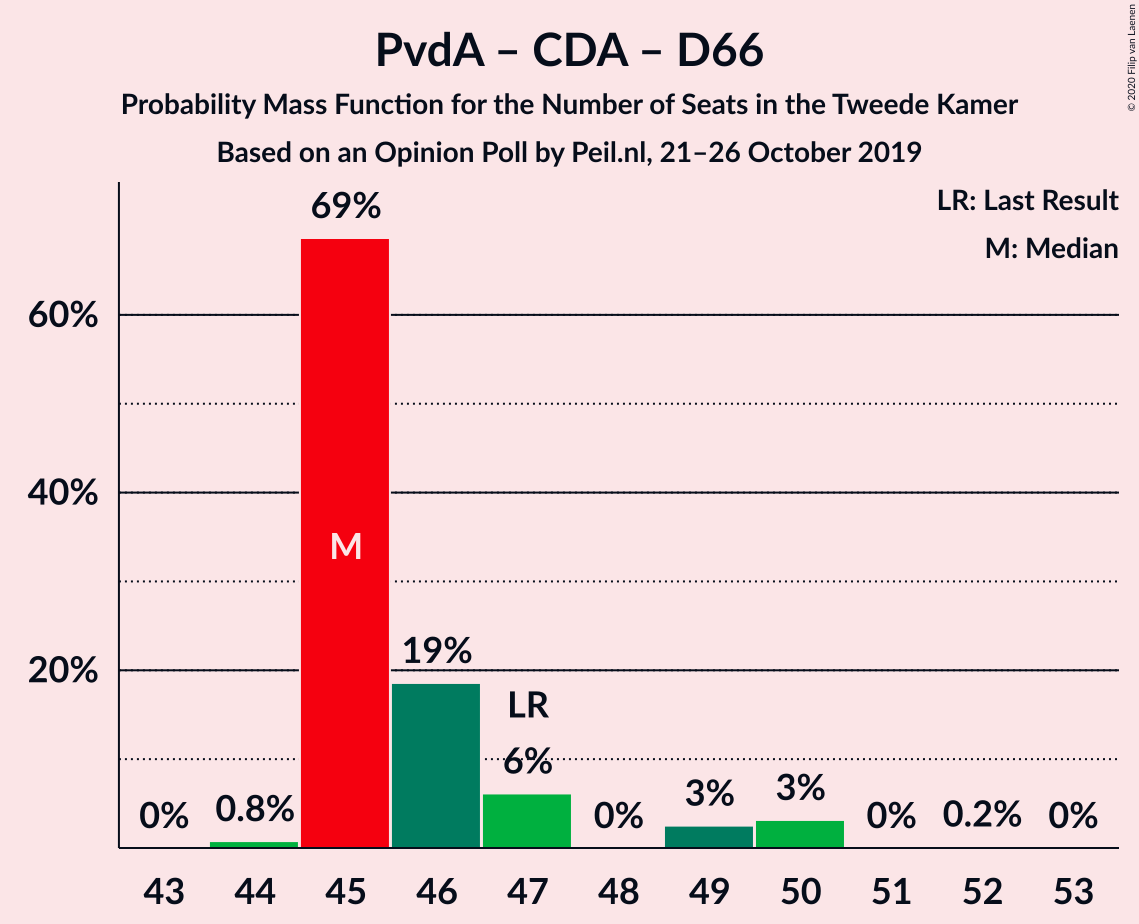 PvdA – CDA – D66
Probability Mass Function for the Number of Seats in the Tweede Kamer
Based on an Opinion Poll by Peil.nl, 21–26 October 2019
© 2020 Filip van Laenen
LR: Last Result
M: Median
60%
40%
20%
0%
0.8%
69%
M
19%
LR
6%
0%
3%
3%
0%
0.2%
0%
43 44 45 46 47 48 49 50 51 52 53